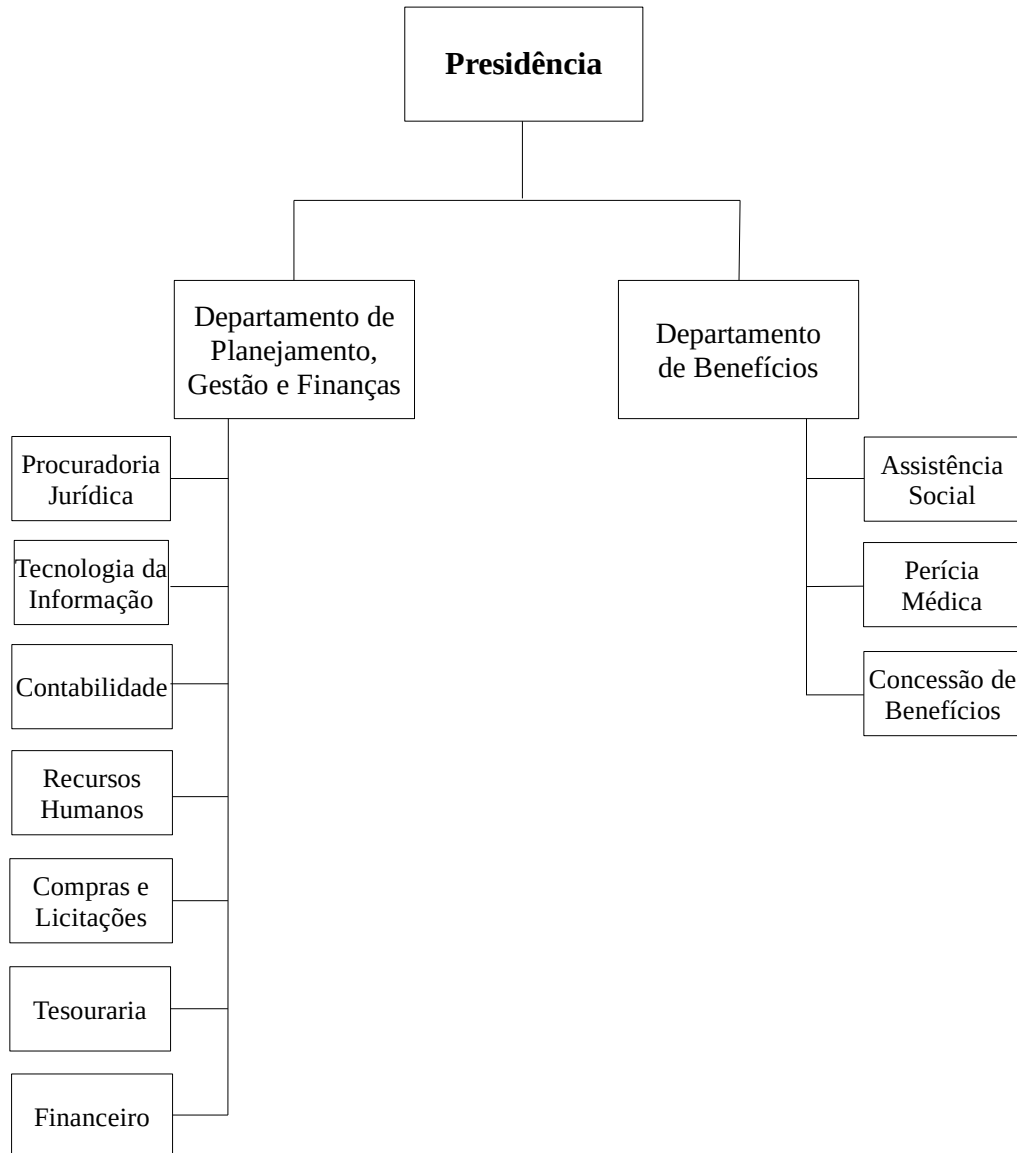 Presidência
Departamento de
Planejamento,
Gestão e Finanças
Departamento
de Benefícios
Procuradoria
Jurídica
Tecnologia da
Informação
Contabilidade
Recursos
Humanos
Compras e
Licitações
Tesouraria
Financeiro
Assistência
Social
Perícia
Médica
Concessão de
Benefícios